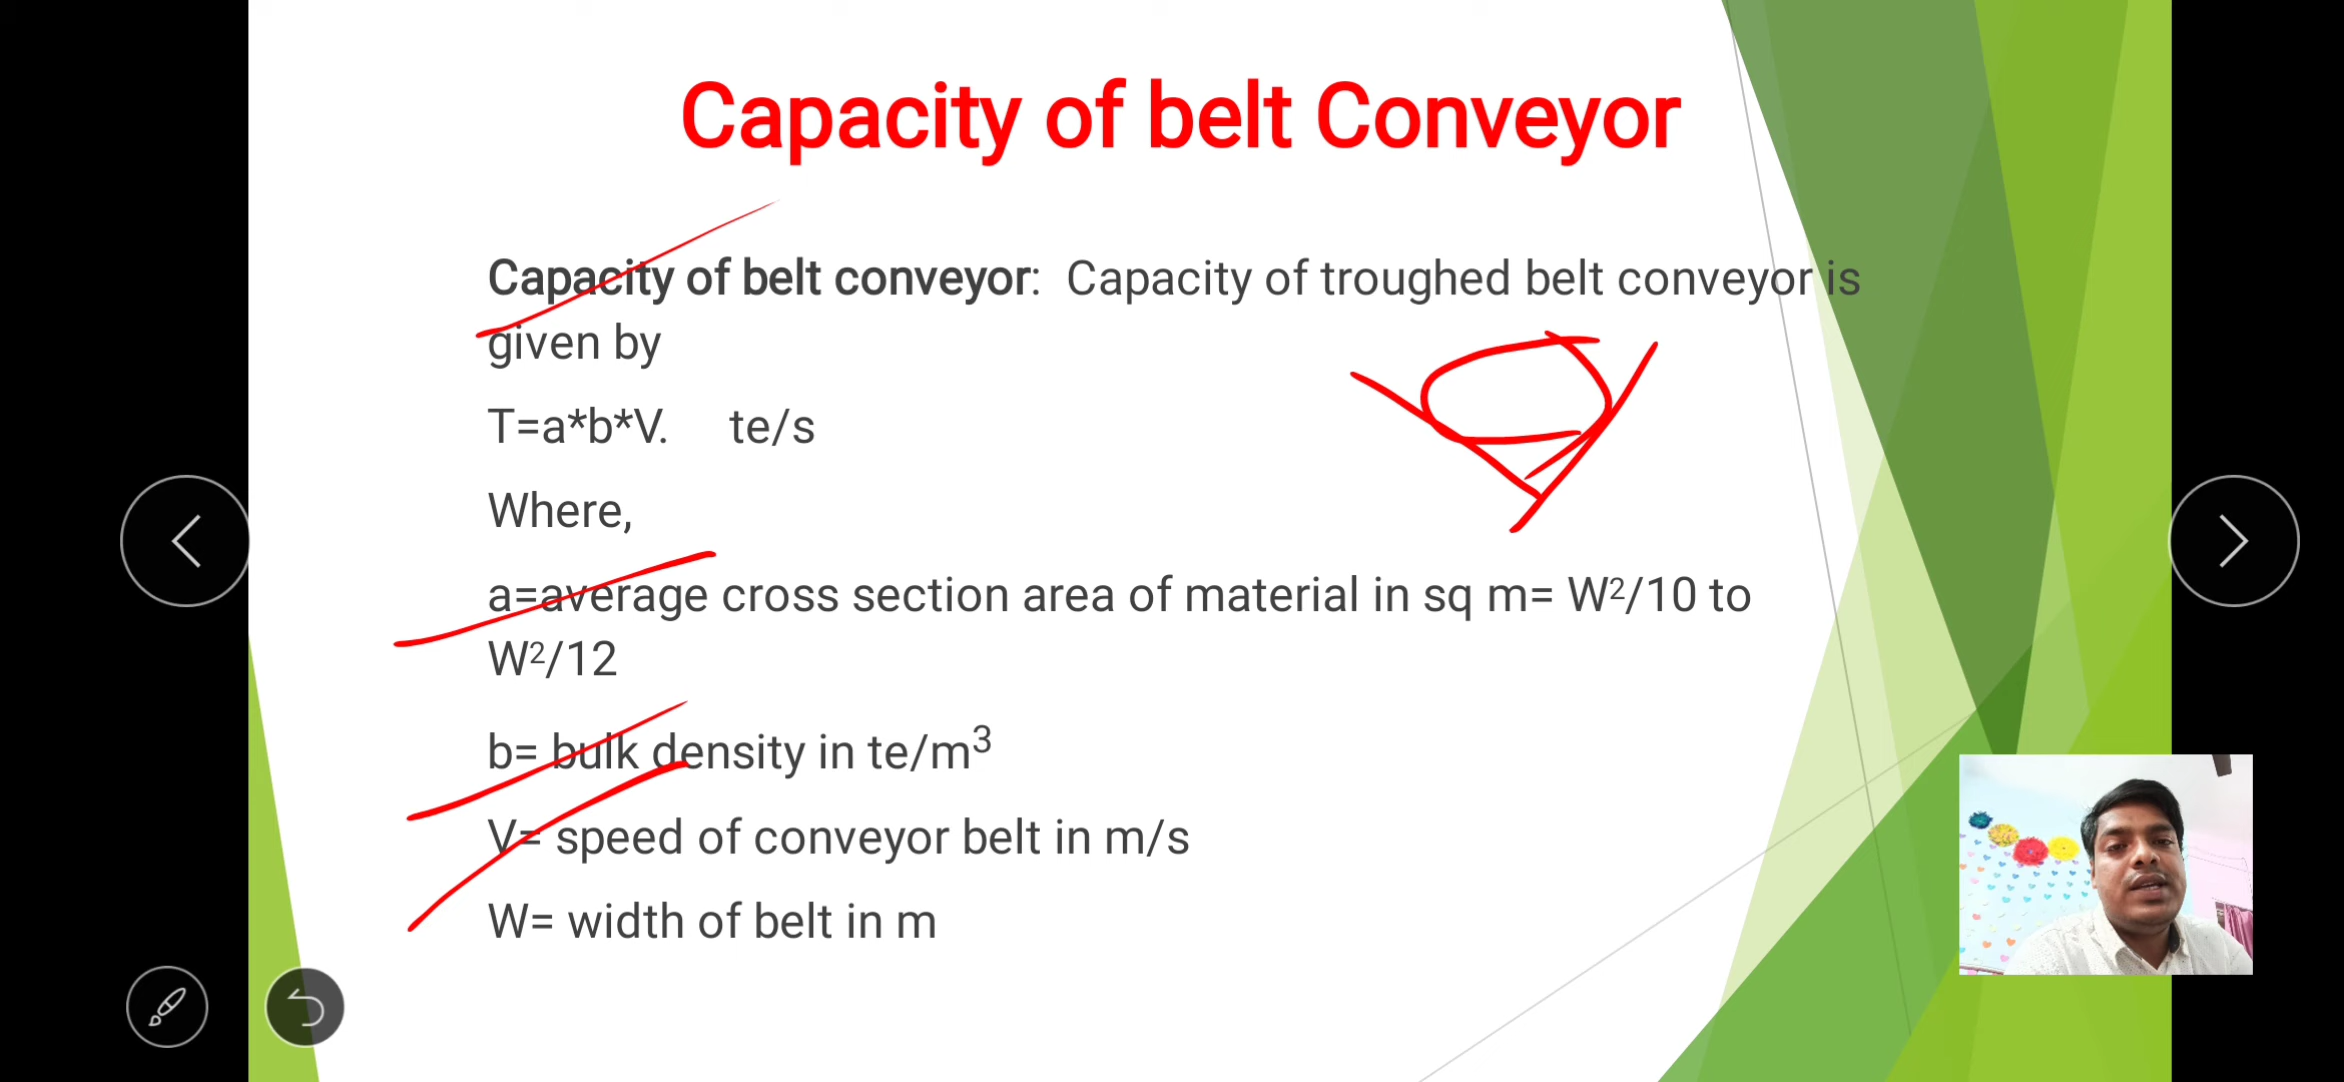 Capacity of belt Conveyor
Capacity of belt conveyor: Capacity of troughed belt conveyor is
given by
T=a*b*V. te/s
Where,
a=average cross section area of material in sq m= W²/10 to
W²/12
b= bulk density in te/m³
V= speed of conveyor belt in m/s
W= width of belt in m